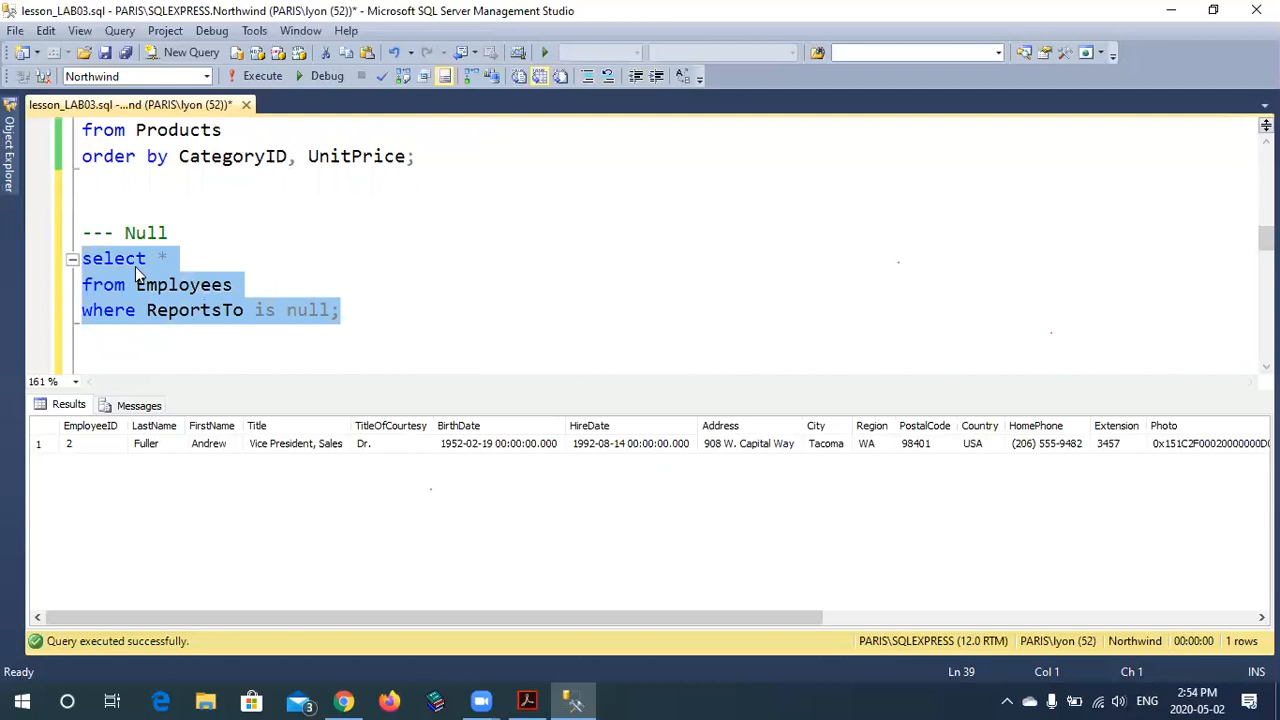 lesson_LAB03.sql - PARIS\SQLEXPRESS.Northwind (PARIS\lyon (52))* - Microsoft SQL Server Management Studio
File Edit View Query Project Debug Tools Window Help
New Query
Northwind Execute Debug
lesson_LAB03.sql -...nd (PARIS\lyon (52))*
Object Explorer
from Products
order by CategoryID, UnitPrice;
--- Null
select *
from Employees
where ReportsTo is null;
161 %
Results Messages
EmployeeID LastName FirstName Title TitleOfCourtesy BirthDate HireDate Address City Region PostalCode Country HomePhone Extension Photo
1 2 Fuller Andrew Vice President, Sales Dr. 1952-02-19 00:00:00.000 1992-08-14 00:00:00.000 908 W. Capital Way Tacoma WA 98401 USA (206) 555-9482 3457 0x151C2F00020000000D0
Query executed successfully. PARIS\SQLEXPRESS (12.0 RTM) PARIS\lyon (52) Northwind 00:00:00 1 rows
Ready Ln 39 Col 1 Ch 1 INS
3 ENG 2:54 PM
2020-05-02